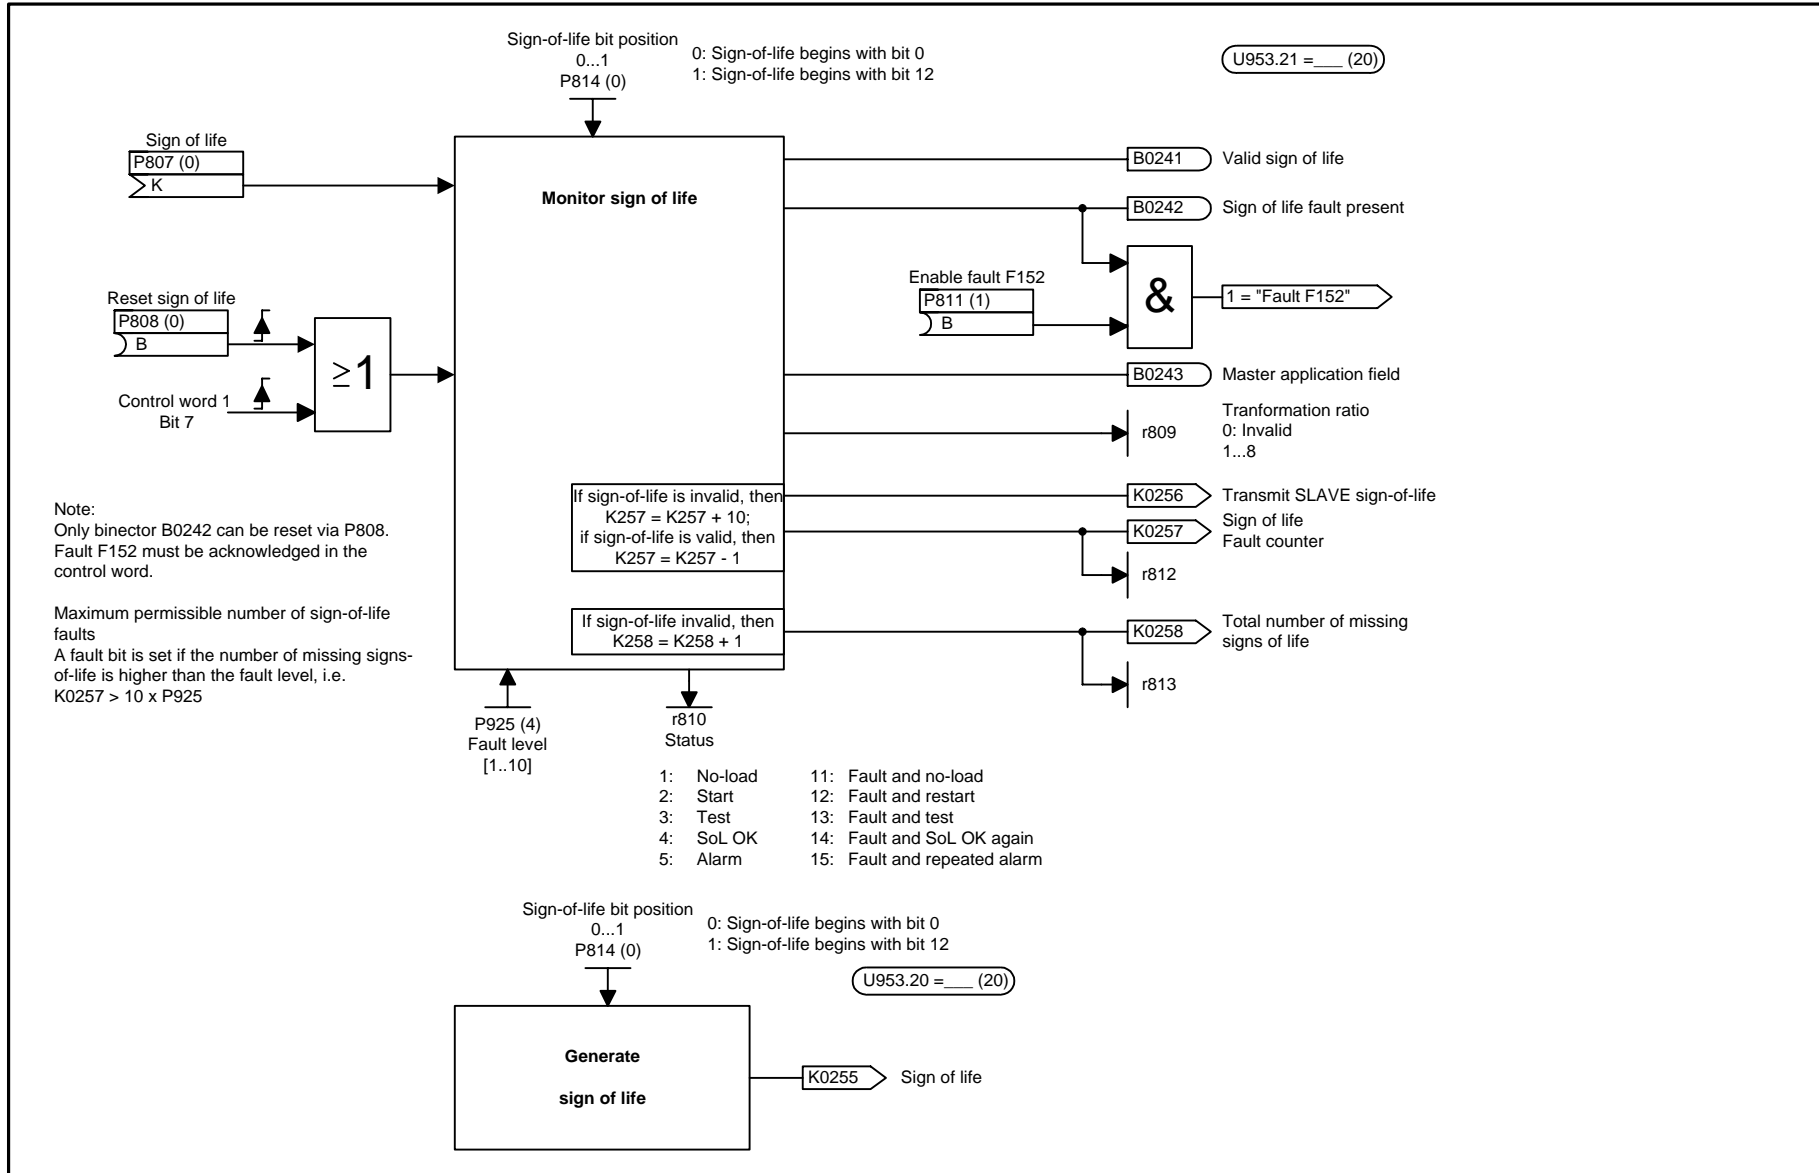 Sign-of-life bit position
0...1
P814 (0)
0: Sign-of-life begins with bit 0
1: Sign-of-life begins with bit 12
U953.21 =___ (20)
Sign of life
P807 (0)
K
Monitor sign of life
B0241
Valid sign of life
B0242
Sign of life fault present
Enable fault F152
P811 (1)
B
&
1 = "Fault F152"
Reset sign of life
P808 (0)
B
≥1
Control word 1
Bit 7
B0243
Master application field
r809
Tranformation ratio
0: Invalid
1...8
If sign-of-life is invalid, then
K257 = K257 + 10;
if sign-of-life is valid, then
K257 = K257 - 1
K0256
Transmit SLAVE sign-of-life
K0257
Sign of life
Fault counter
r812
Note:
Only binector B0242 can be reset via P808.
Fault F152 must be acknowledged in the
control word.
Maximum permissible number of sign-of-life
faults
A fault bit is set if the number of missing signs-
of-life is higher than the fault level, i.e.
K0257 > 10 x P925
If sign-of-life invalid, then
K258 = K258 + 1
K0258
Total number of missing
signs of life
r813
P925 (4)
Fault level
[1..10]
r810
Status
1: No-load 11: Fault and no-load
2: Start 12: Fault and restart
3: Test 13: Fault and test
4: SoL OK 14: Fault and SoL OK again
5: Alarm 15: Fault and repeated alarm
Sign-of-life bit position
0...1
P814 (0)
0: Sign-of-life begins with bit 0
1: Sign-of-life begins with bit 12
U953.20 =___ (20)
Generate
sign of life
K0255
Sign of life